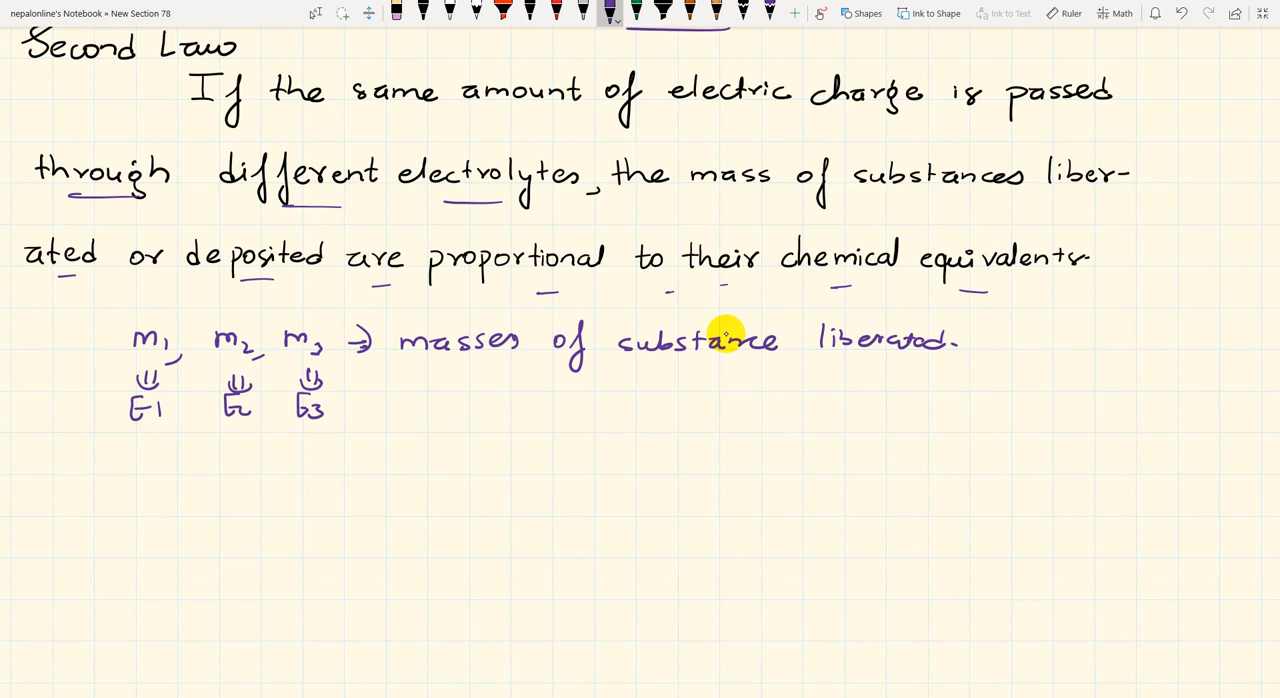 nepalonline's Notebook » New Section 78
Shapes Ink to Shape Ink to Text Ruler Math
Second Law
If the same amount of electric charge is passed
through different electrolytes, the mass of substances liber-
ated or deposited are proportional to their chemical equivalents.
m1, m2, m3 → masses of substance liberated.
E1 E2 E3